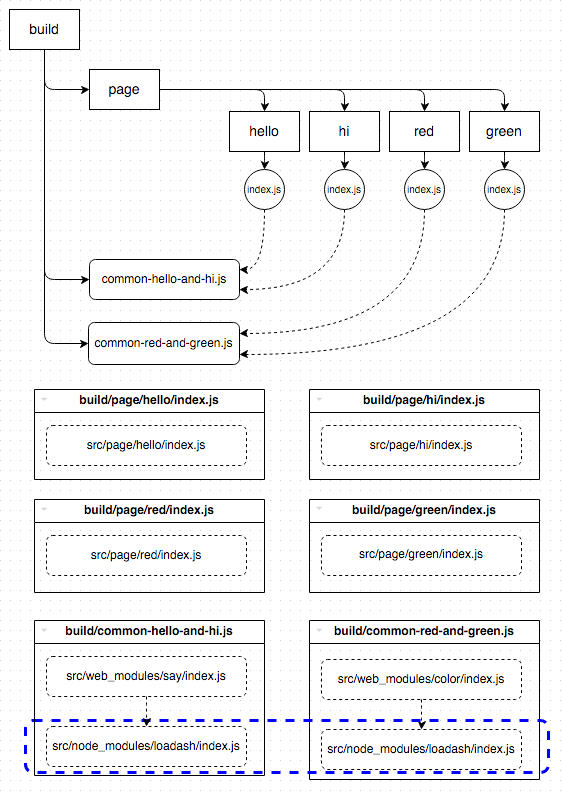 build
page
hello
hi
red
green
index.js
index.js
index.js
index.js
common-hello-and-hi.js
common-red-and-green.js
build/page/hello/index.js
src/page/hello/index.js
build/page/hi/index.js
src/page/hi/index.js
build/page/red/index.js
src/page/red/index.js
build/page/green/index.js
src/page/green/index.js
build/common-hello-and-hi.js
src/web_modules/say/index.js
src/node_modules/loadash/index.js
build/common-red-and-green.js
src/web_modules/color/index.js
src/node_modules/loadash/index.js